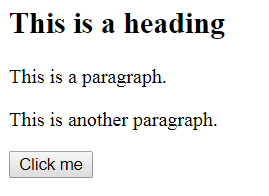 This is a heading
This is a paragraph.
This is another paragraph.
Click me